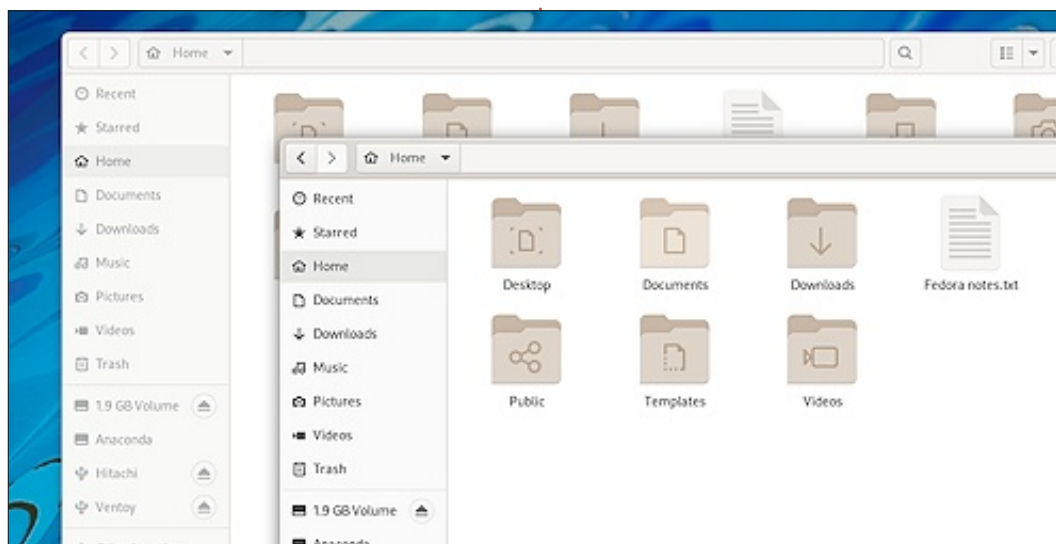 Home
Recent
Starred
Home
Documents
Downloads
Music
Pictures
Videos
Trash
1.9 GB Volume
Anaconda
Hitachi
Ventoy
Home
Recent
Starred
Home
Documents
Downloads
Music
Pictures
Videos
Trash
1.9 GB Volume
Anaconda
Desktop Documents Downloads Fedora notes.txt
Public Templates Videos